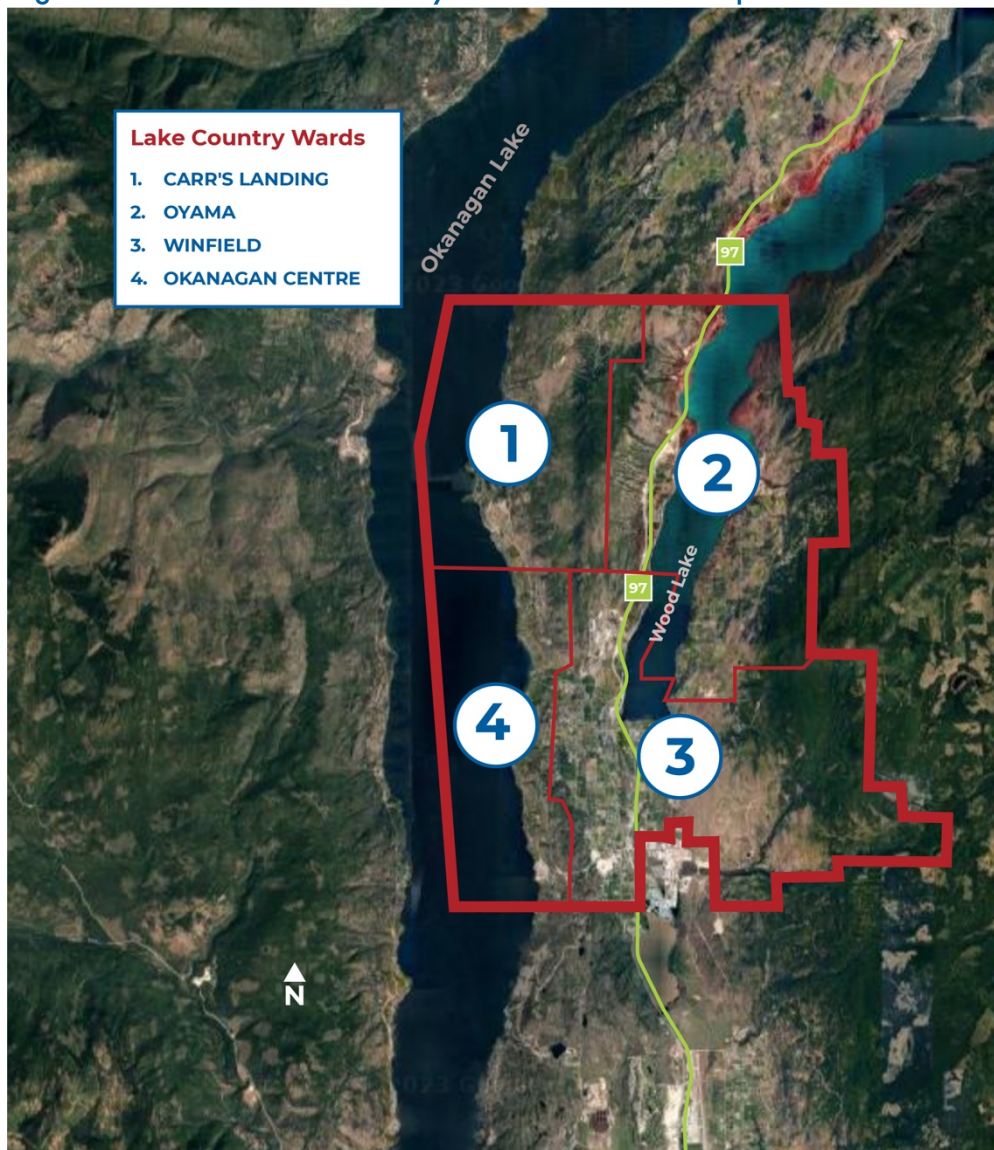 Lake Country Wards
1. CARR'S LANDING
2. OYAMA
3. WINFIELD
4. OKANAGAN CENTRE
Okanagan Lake
97
1
2
97
Wood Lake
4
3
N